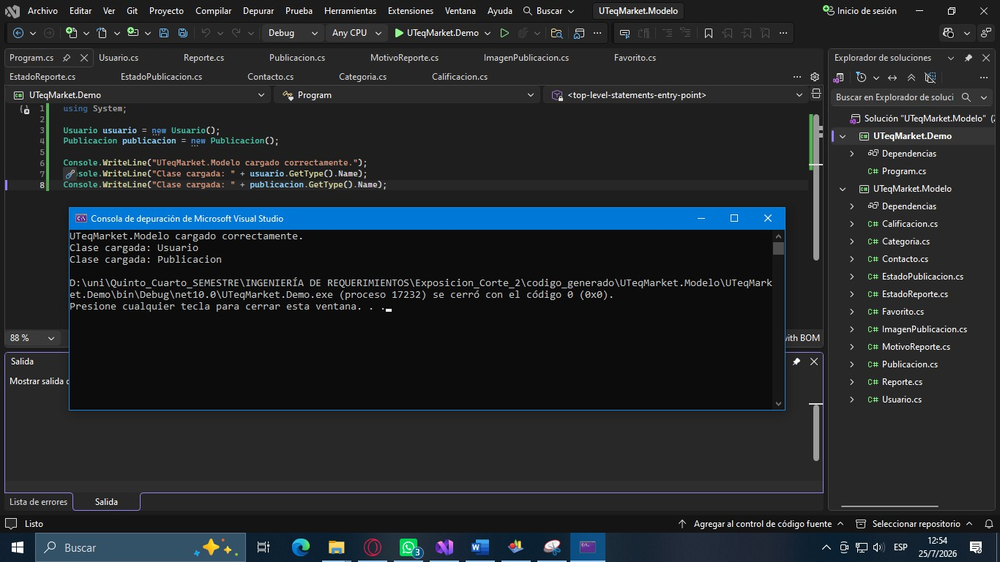 Archivo Editar Ver Git Proyecto Compilar Depurar Prueba Herramientas Extensiones Ventana Ayuda Buscar UTeqMarket.Modelo Inicio de sesión
Debug Any CPU UTeqMarket.Demo
Program.cs Usuario.cs Reporte.cs Publicacion.cs MotivoReporte.cs ImagenPublicacion.cs Favorito.cs
EstadoReporte.cs EstadoPublicacion.cs Contacto.cs Categoria.cs Calificacion.cs
UTeqMarket.Demo Program <top-level-statements-entry-point>
1 using System;
2
3 Usuario usuario = new Usuario();
4 Publicacion publicacion = new Publicacion();
5
6 Console.WriteLine("UTeqMarket.Modelo cargado correctamente.");
7 sole.WriteLine("Clase cargada: " + usuario.GetType().Name);
8 Console.WriteLine("Clase cargada: " + publicacion.GetType().Name);
Consola de depuración de Microsoft Visual Studio
UTeqMarket.Modelo cargado correctamente.
Clase cargada: Usuario
Clase cargada: Publicacion
D:\uni\Quinto_Cuarto_SEMESTRE\INGENIERÍA DE REQUERIMIENTOS\Exposicion_Corte_2\codigo_generado\UTeqMarket.Modelo\UTeqMark
et.Demo\bin\Debug\net10.0\UTeqMarket.Demo.exe (proceso 17232) se cerró con el código 0 (0x0).
Presione cualquier tecla para cerrar esta ventana. . .
88 % with BOM
Salida
Mostrar salida
Lista de errores Salida
Explorador de soluciones
Buscar en Explorador de soluci
Solución "UTeqMarket.Modelo" (2
UTeqMarket.Demo
Dependencias
C# Program.cs
UTeqMarket.Modelo
Dependencias
C# Calificacion.cs
C# Categoria.cs
C# Contacto.cs
C# EstadoPublicacion.cs
C# EstadoReporte.cs
C# Favorito.cs
C# ImagenPublicacion.cs
C# MotivoReporte.cs
C# Publicacion.cs
C# Reporte.cs
C# Usuario.cs
Listo Agregar al control de código fuente Seleccionar repositorio
Buscar 3 ESP 12:54
25/7/2026